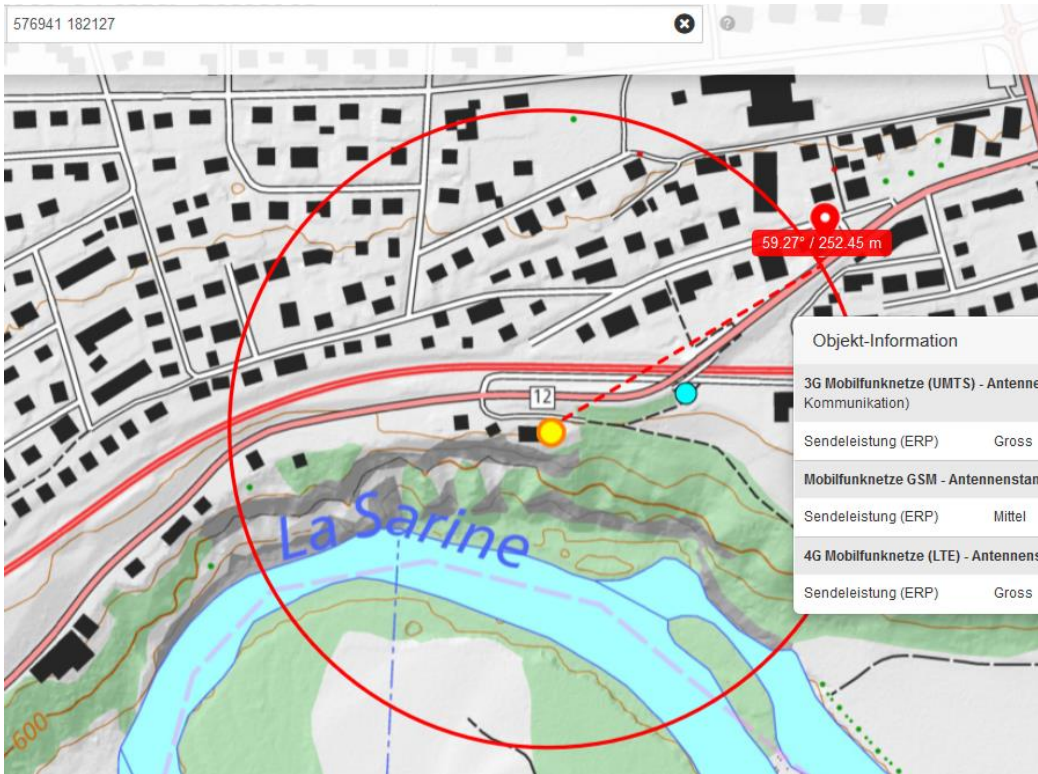 576941 182127
59.27° / 252.45 m
Objekt-Information
3G Mobilfunknetze (UMTS) - Antenne
Kommunikation)
12
Sendeleistung (ERP) Gross
Mobilfunknetze GSM - Antennenstan
Sendeleistung (ERP) Mittel
La Sarine
4G Mobilfunknetze (LTE) - Antennens
Sendeleistung (ERP) Gross
600